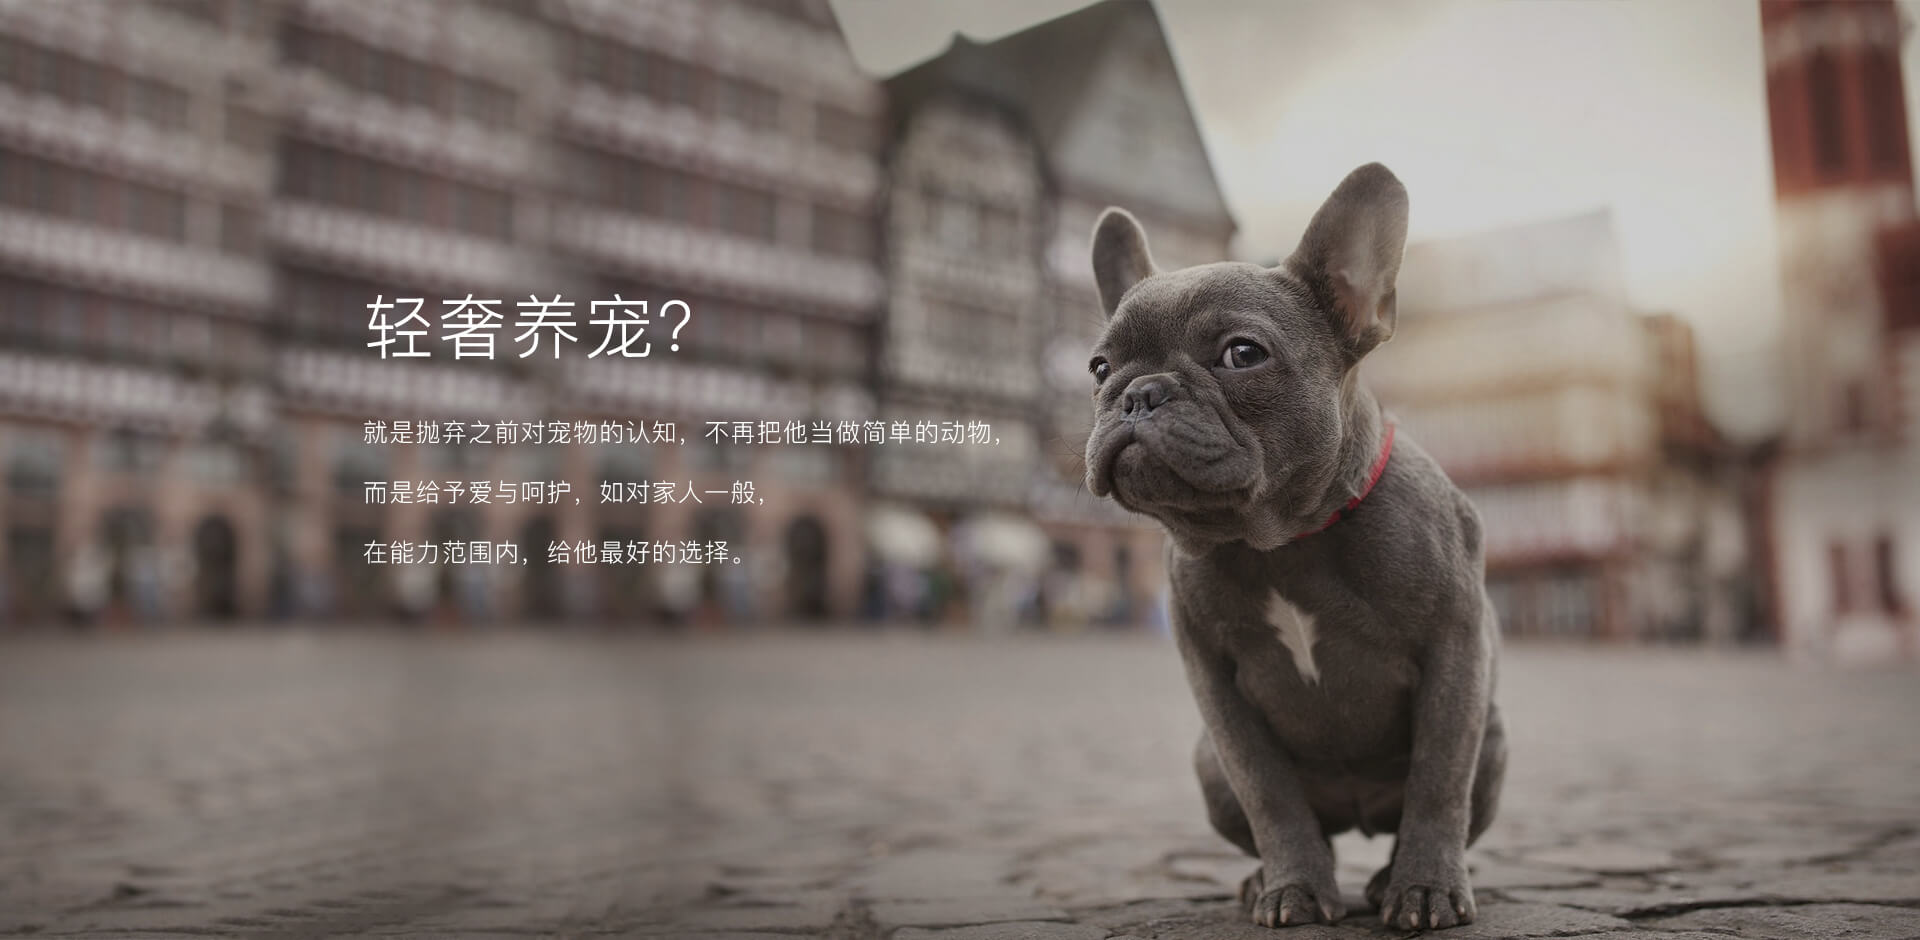 轻奢养宠？
就是抛弃之前对宠物的认知，不再把他当做简单的动物，
而是给予爱与呵护，如对家人一般，
在能力范围内，给他最好的选择。